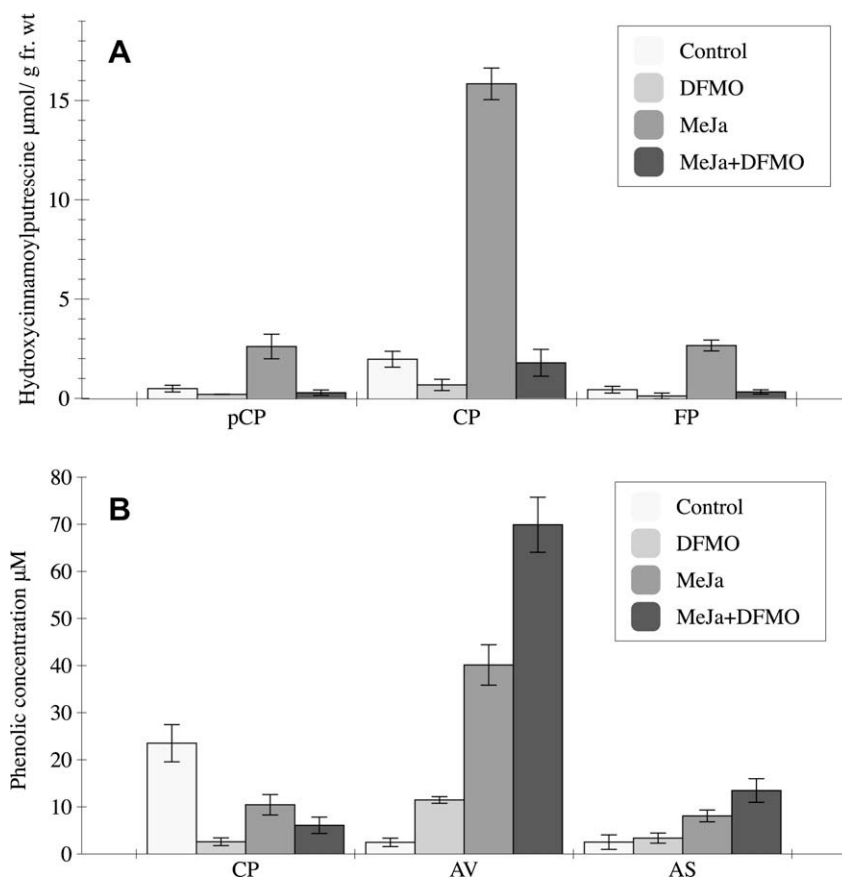 Hydroxycinnamoylputrescine μmol/ g fr. wt
A
15
10
5
0
Control
DFMO
MeJa
MeJa+DFMO
pCP CP FP
Phenolic concentration μM
B
80
70
60
50
40
30
20
10
0
Control
DFMO
MeJa
MeJa+DFMO
CP AV AS